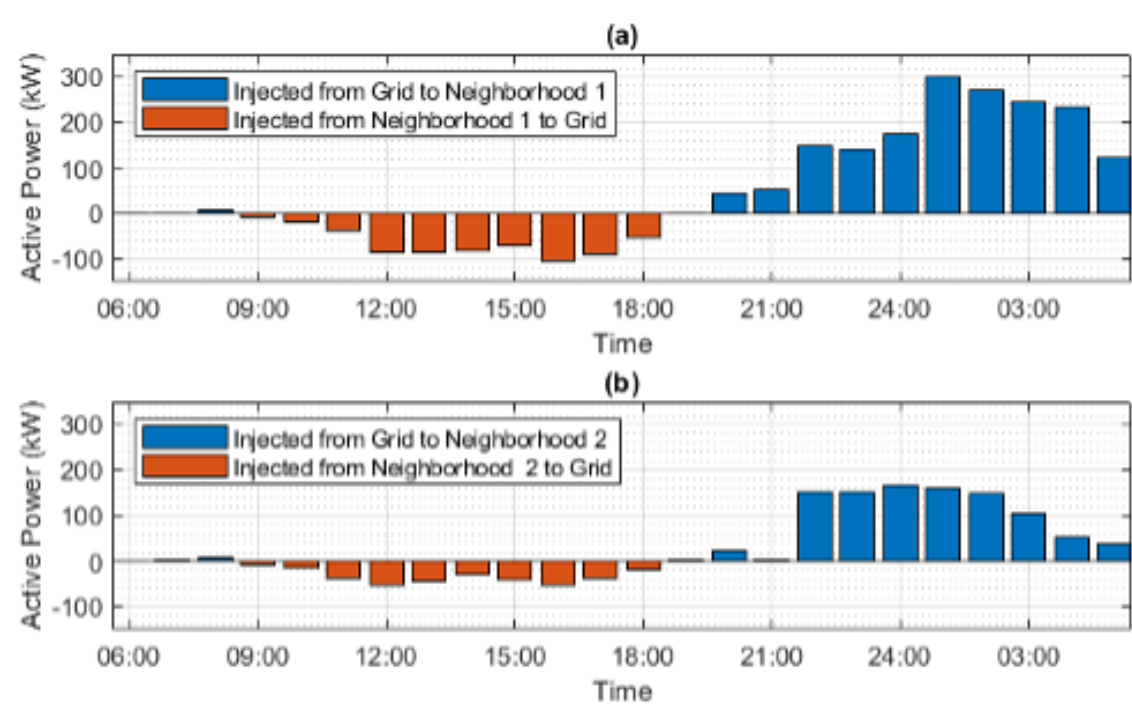 (a)
Active Power (kW)
300
200
100
0
-100
Injected from Grid to Neighborhood 1
Injected from Neighborhood 1 to Grid
06:00 09:00 12:00 15:00 18:00 21:00 24:00 03:00
Time
(b)
Active Power (kW)
300
200
100
0
-100
Injected from Grid to Neighborhood 2
Injected from Neighborhood 2 to Grid
06:00 09:00 12:00 15:00 18:00 21:00 24:00 03:00
Time